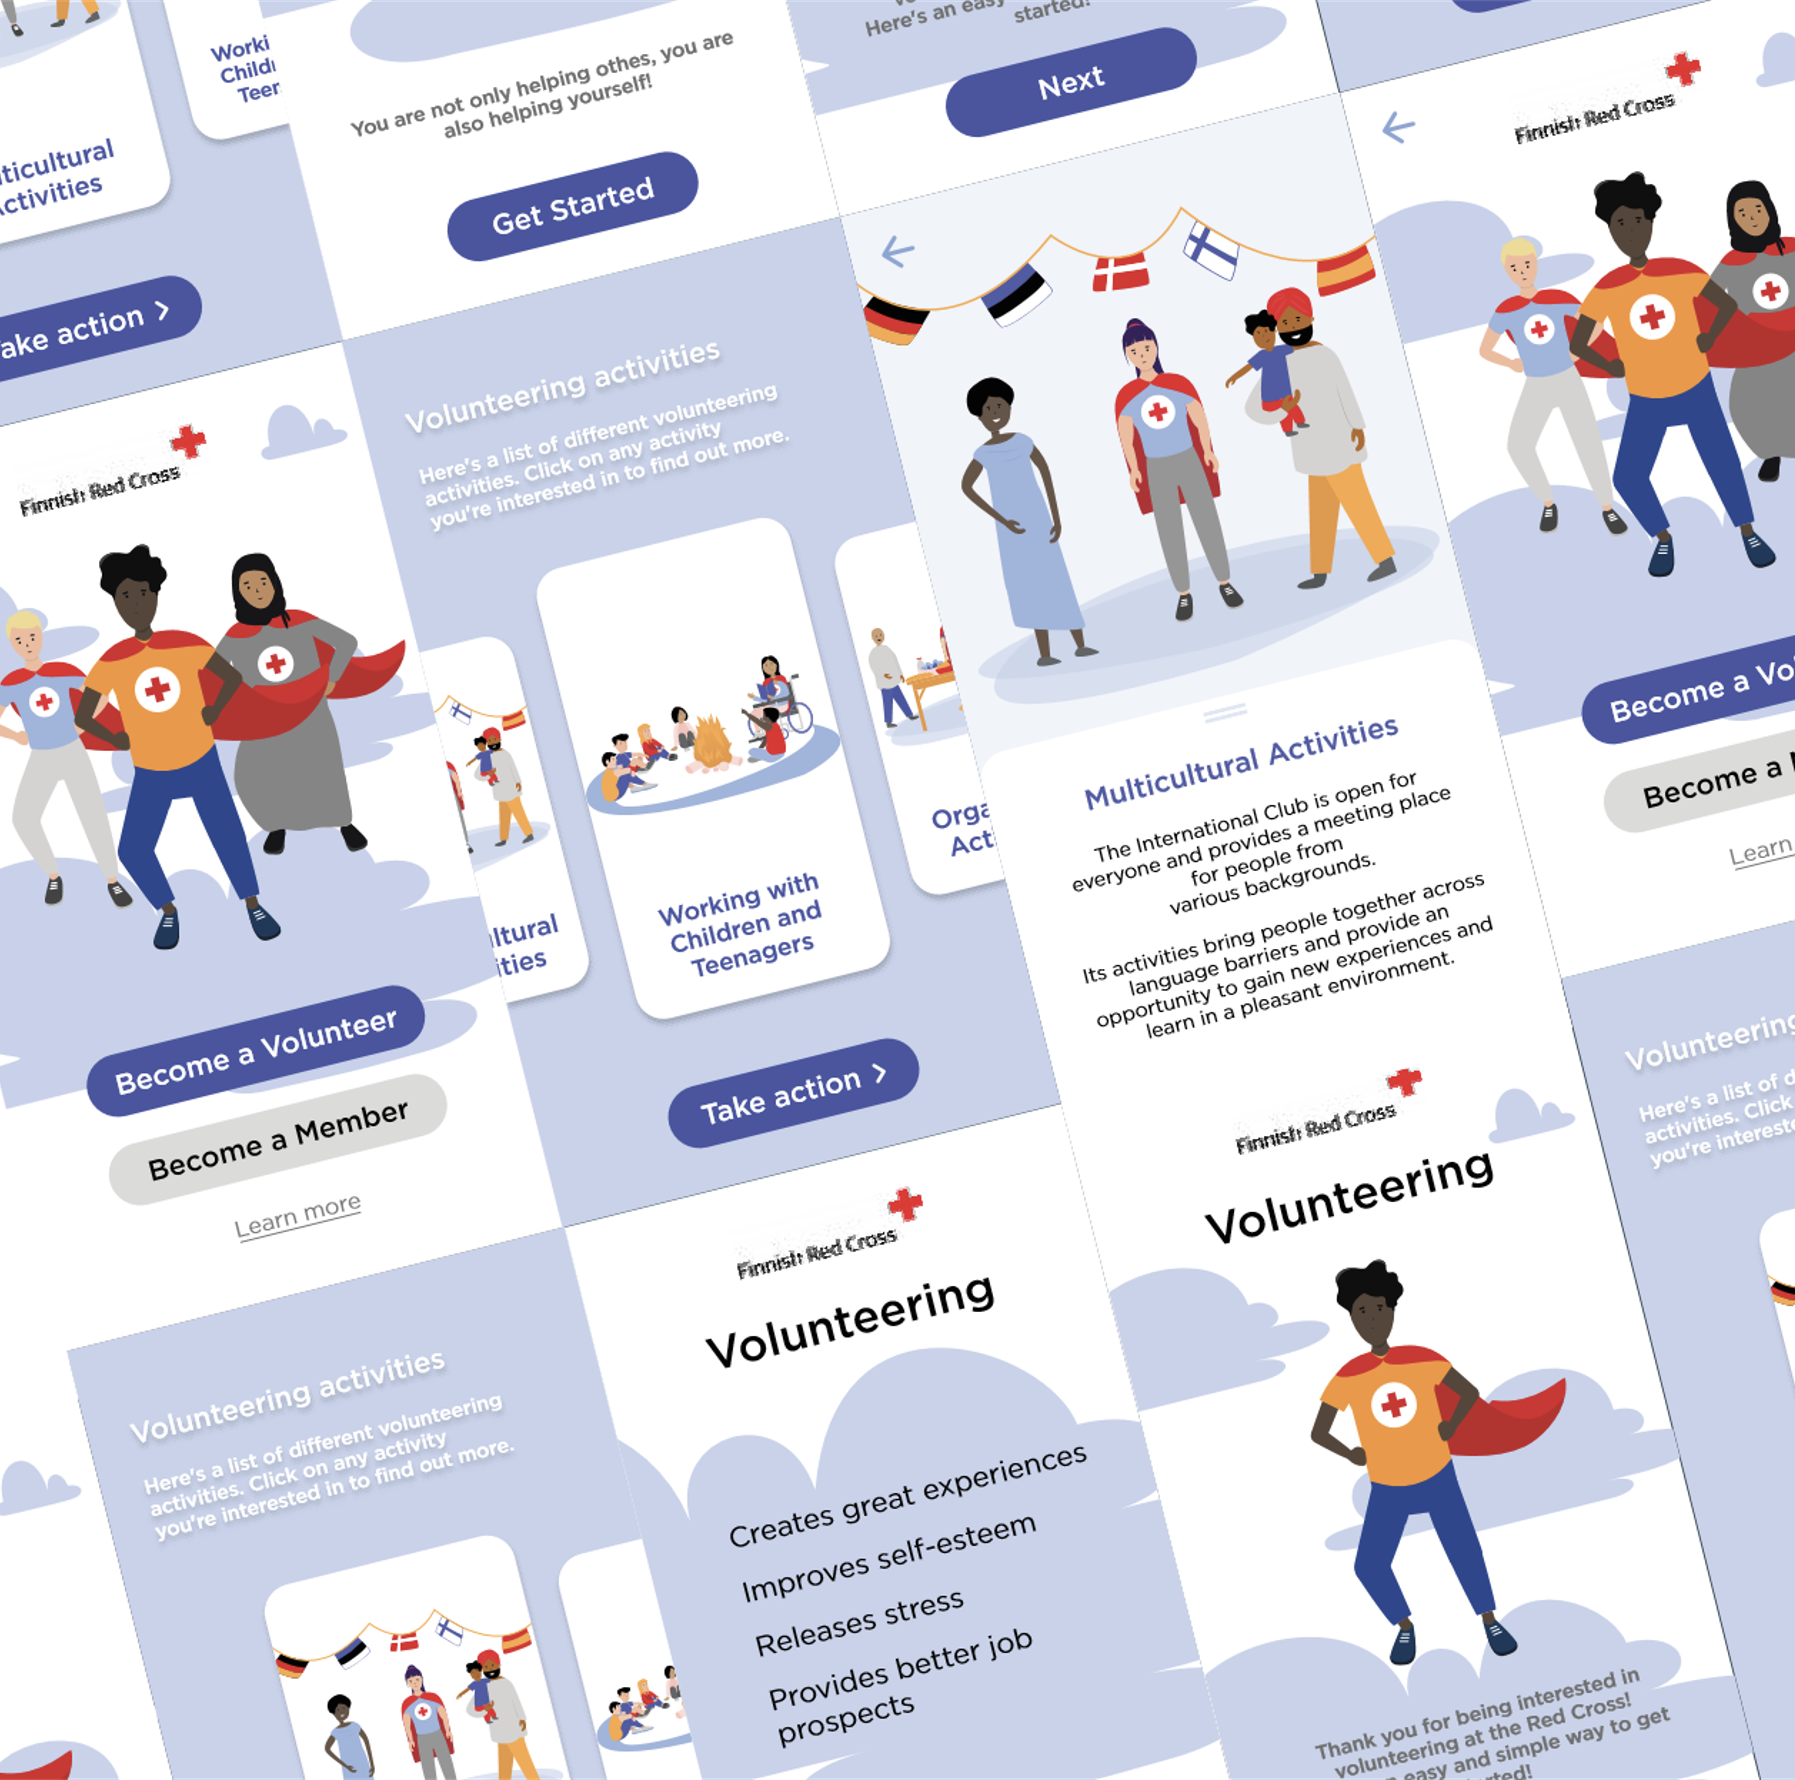 Worki
Childr
Teer
lticultural
Activities
ake action
You are not only helping othes, you are
also helping yourself!
Get Started
Here's an easy
started!
Next
Finnish Red Cross
Become a Vo
Become a
Learn
Finnish Red Cross
Become a Volunteer
Become a Member
Learn more
Volunteering activities
Here's a list of different volunteering
activities. Click on any activity
you're interested in to find out more.
ltural
ities
Working with
Children and
Teenagers
Orga
Act
Take action
Multicultural Activities
The International Club is open for
everyone and provides a meeting place
for people from
various backgrounds.
Its activities bring people together across
language barriers and provide an
opportunity to gain new experiences and
learn in a pleasant environment.
Finnish Red Cross
Volunteering
Thank you for being interested in
volunteering at the Red Cross!
easy and simple way to get
rted!
Volunteering
Here's a list of d
activities. Click
you're intereste
Volunteering activities
Here's a list of different volunteering
activities. Click on any activity
you're interested in to find out more.
Finnish Red Cross
Volunteering
Creates great experiences
Improves self-esteem
Releases stress
Provides better job
prospects